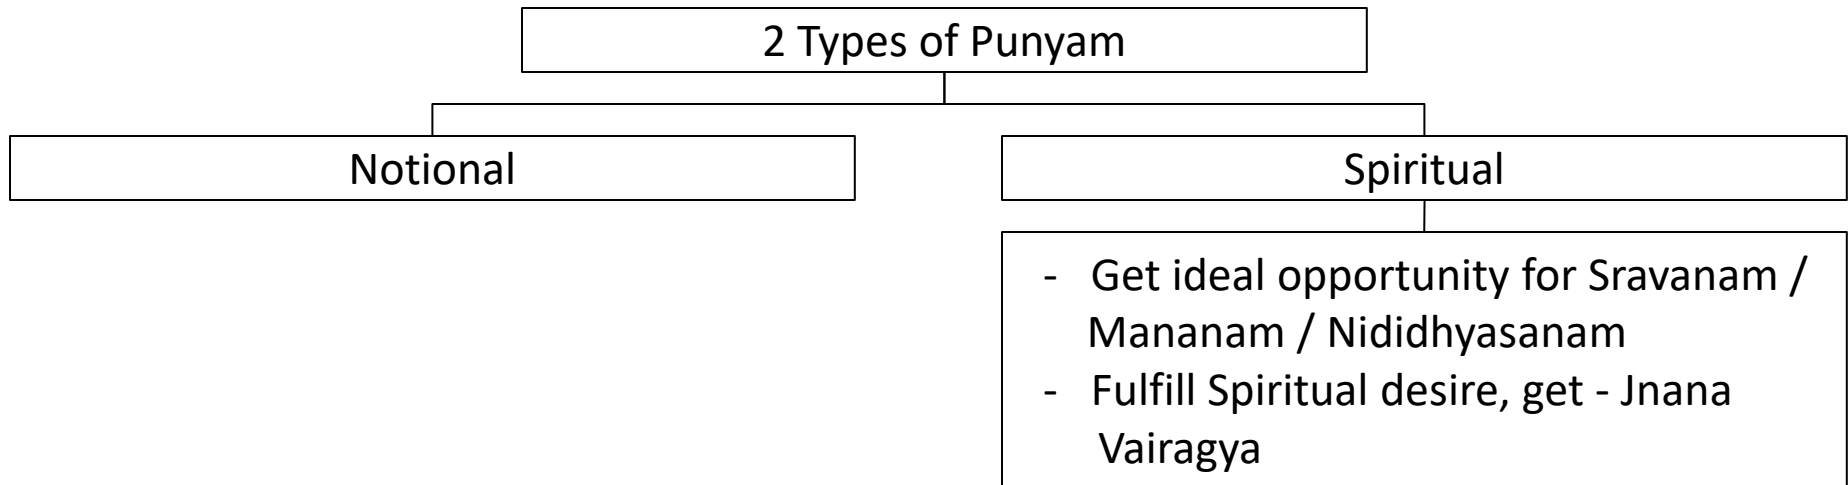 2 Types of Punyam
Notional
Spiritual
- Get ideal opportunity for Sravanam /
Mananam / Nididhyasanam
- Fulfill Spiritual desire, get - Jnana
Vairagya